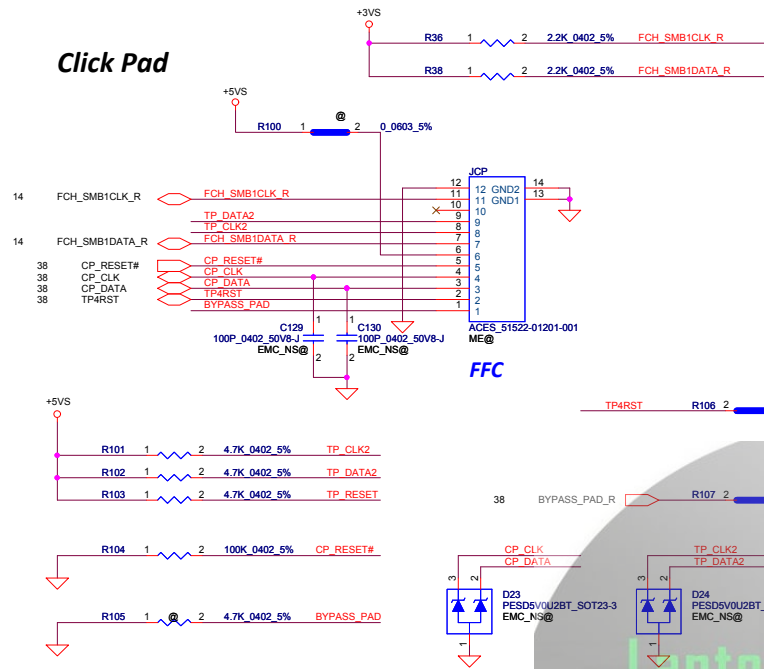 +3VS
R36 1 2 2.2K_0402_5% FCH_SMB1CLK_R
Click Pad
R38 1 2 2.2K_0402_5% FCH_SMB1DATA_R
+5VS
@
R100 1 2 0_0603_5%
JCP
12 12 GND2 14
14 FCH_SMB1CLK_R FCH_SMB1CLK_R 11 11 GND1 13
10 10
TP_DATA2 9 9
TP_CLK2 8 8
14 FCH_SMB1DATA_R FCH_SMB1DATA_R 7 7
6 6
38 CP_RESET# CP_RESET# 5 5
38 CP_CLK CP_CLK 4 4
38 CP_DATA CP_DATA 3 3
38 TP4RST TP4RST 2 2
BYPASS_PAD 1 1
1 C129 1 C130
ACES_51522-01201-001
100P_0402_50V8-J 100P_0402_50V8-J ME@
EMC_NS@ 2 EMC_NS@ 2
FFC
+5VS
TP4RST R106 2
R101 1 2 4.7K_0402_5% TP_CLK2
R102 1 2 4.7K_0402_5% TP_DATA2
R103 1 2 4.7K_0402_5% TP_RESET
38 BYPASS_PAD_R R107 2
R104 1 2 100K_0402_5% CP_RESET#
CP_CLK TP_CLK2
CP_DATA TP_DATA2
3 2 3 2
D23 D24
PESD5V0U2BT_SOT23-3 PESD5V0U2BT_
EMC_NS@ EMC_NS@
@
R105 1 2 4.7K_0402_5% BYPASS_PAD
1 1